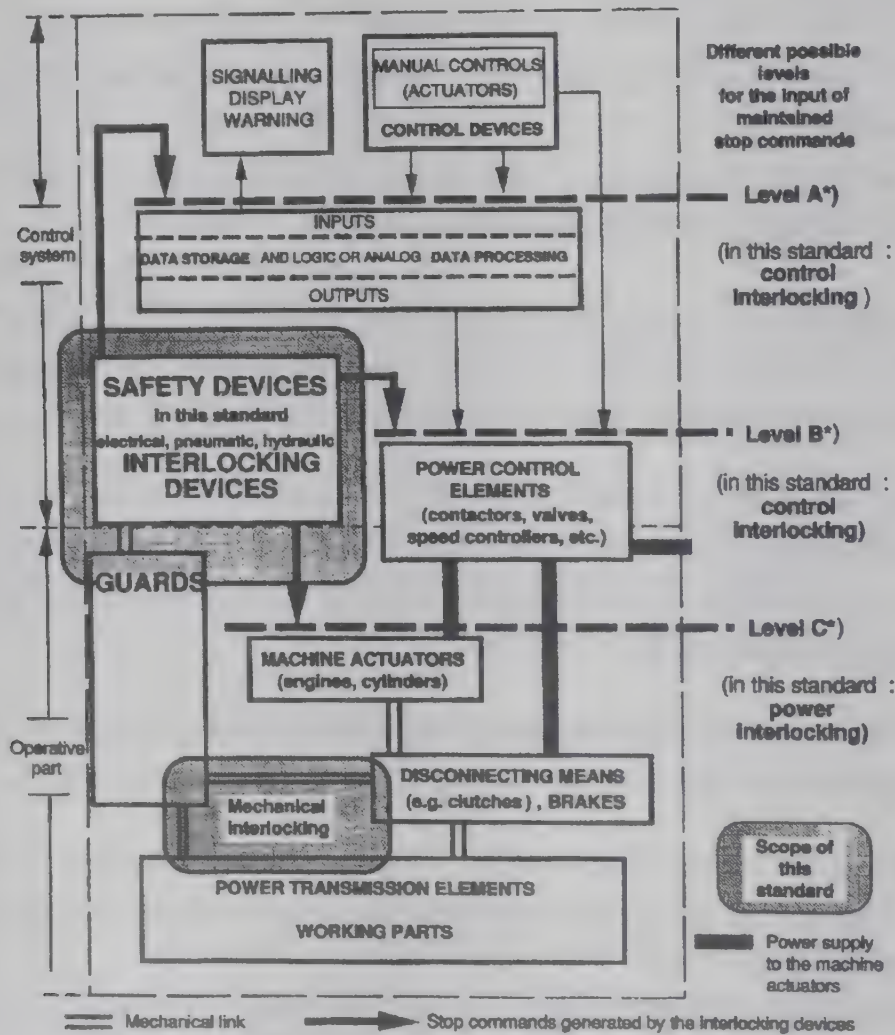 SIGNALLING
DISPLAY
WARNING
MANUAL CONTROLS
(ACTUATORS)
CONTROL DEVICES
Different possible
levels
for the input of
maintained
stop commands
Level A*)
INPUTS
DATA STORAGE AND LOGIC OR ANALOG DATA PROCESSING
OUTPUTS
Control
system
(in this standard :
control
interlocking )
SAFETY DEVICES
in this standard
electrical, pneumatic, hydraulic
INTERLOCKING
DEVICES
Level B*)
POWER CONTROL
ELEMENTS
(contactors, valves,
speed controllers, etc.)
(in this standard :
control
interlocking)
GUARDS
Level C*)
MACHINE ACTUATORS
(engines, cylinders)
(in this standard :
power
interlocking)
Operative
part
DISCONNECTING MEANS
(e.g. clutches) , BRAKES
Mechanical
interlocking
Scope of
this
standard
POWER TRANSMISSION ELEMENTS
WORKING PARTS
Power supply
to the machine
actuators
Mechanical link
Stop commands generated by the interlocking devices